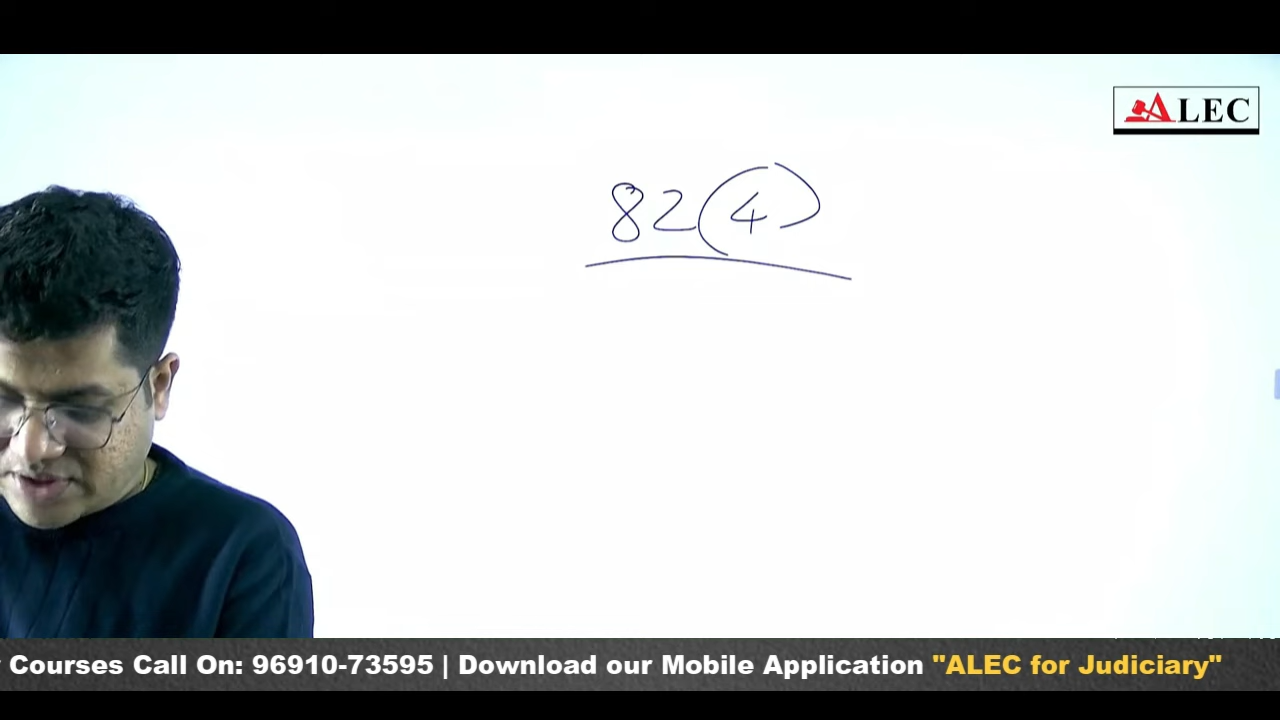 ALEC
82(4)
Courses Call On: 96910-73595 | Download our Mobile Application "ALEC for Judiciary"